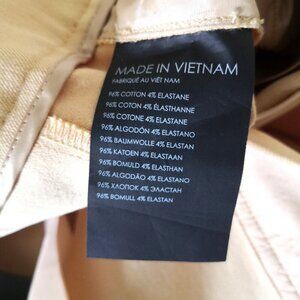 MADE IN VIETNAM
FABRIQUÉ AU VIÊT NAM
96% COTTON 4% ELASTANE
96% COTON 4% ÉLASTHANNE
96% COTONE 4% ELASTANE
96% ALGODÓN 4% ELASTANO
96% BAUMWOLLE 4% ELASTAN
96% KATOEN 4% ELASTAAN
96% BOMULD 4% ELASTHAN
96% ALGODÃO 4% ELASTANO
96% ХЛОПОК 4% ЭЛАСТАН
96% BOMULL 4% ELASTAN